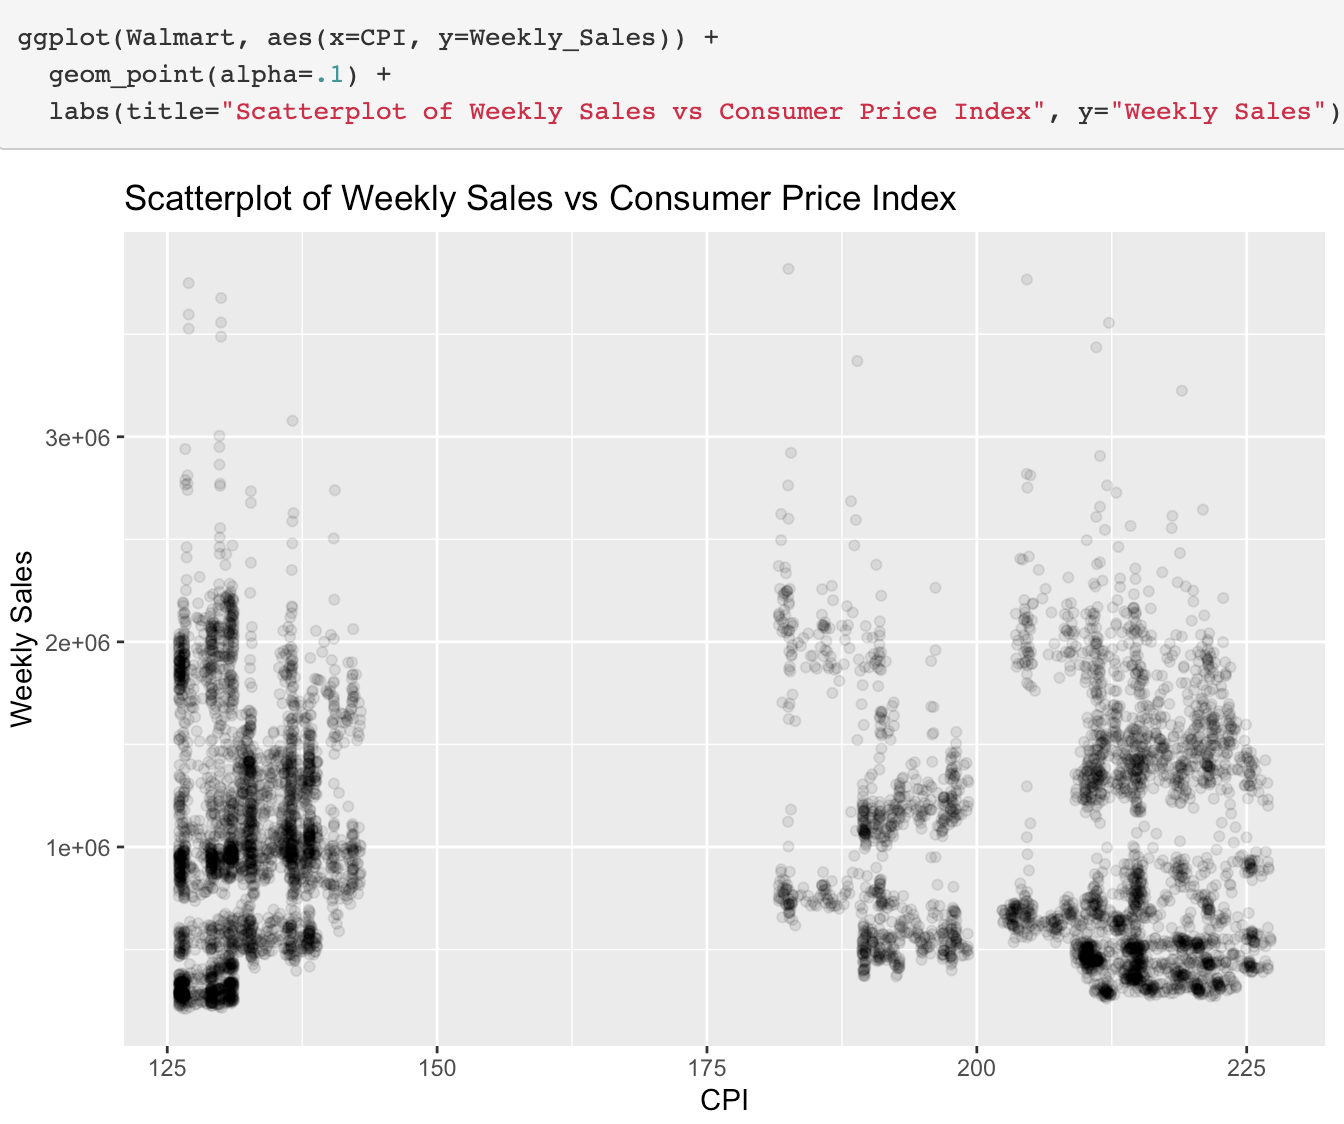 ggplot(Walmart, aes(x=CPI, y=Weekly_Sales)) +
  geom_point(alpha=.1) +
  labs(title="Scatterplot of Weekly Sales vs Consumer Price Index", y="Weekly Sales")
Scatterplot of Weekly Sales vs Consumer Price Index
3e+06
2e+06
1e+06
Weekly Sales
125 150 175 200 225
CPI